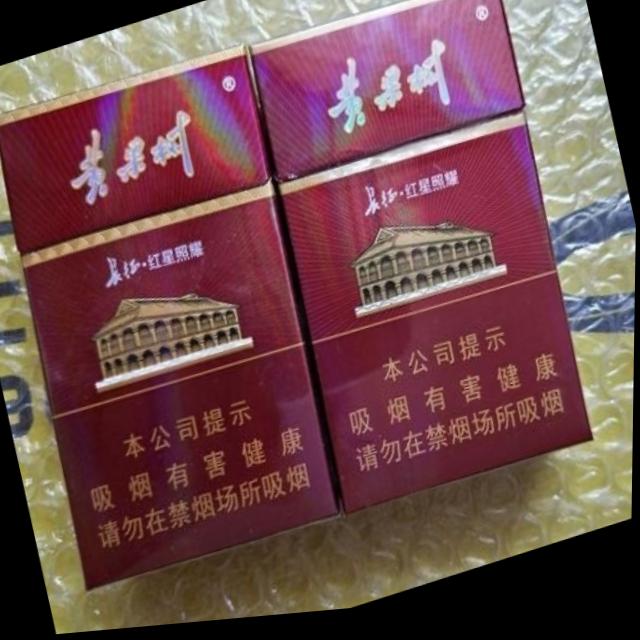 黄果树®
长征·红星照耀
本公司提示
吸烟有害健康
请勿在禁烟场所吸烟
黄果树®
长征·红星照耀
本公司提示
吸烟有害健康
请勿在禁烟场所吸烟